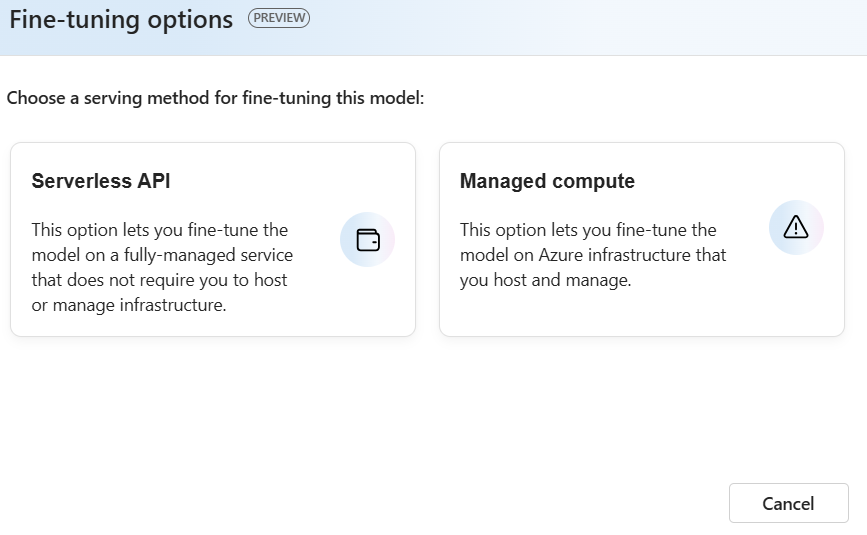 Fine-tuning options PREVIEW
Choose a serving method for fine-tuning this model:
Serverless API
This option lets you fine-tune the
model on a fully-managed service
that does not require you to host
or manage infrastructure.
Managed compute
This option lets you fine-tune the
model on Azure infrastructure that
you host and manage.
Cancel